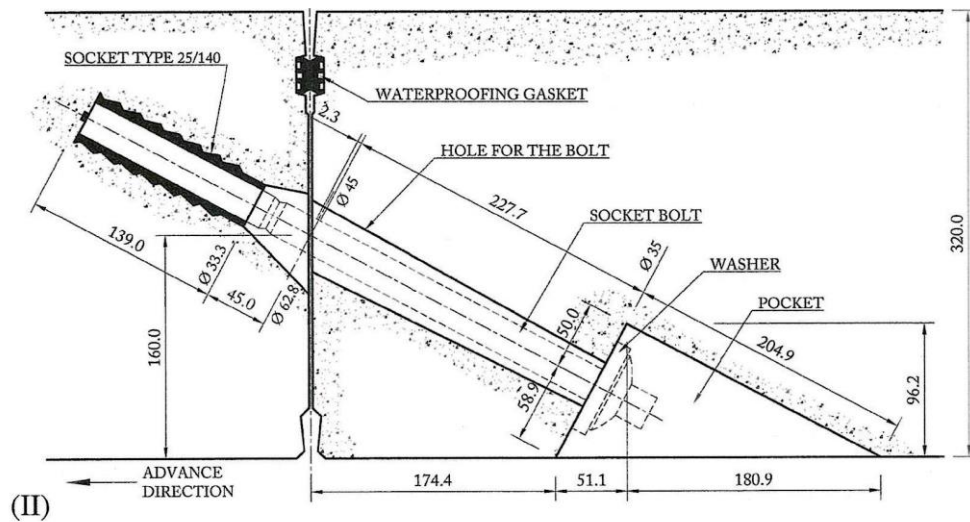 SOCKET TYPE 25/140
WATERPROOFING GASKET
2.3
HOLE FOR THE BOLT
Ø 45
227.7
SOCKET BOLT
Ø 35
WASHER
POCKET
320.0
139.0
Ø 33.3
45.0
Ø 62.8
160.0
50.0
58.9
204.9
96.2
ADVANCE
DIRECTION
174.4
51.1
180.9
(II)